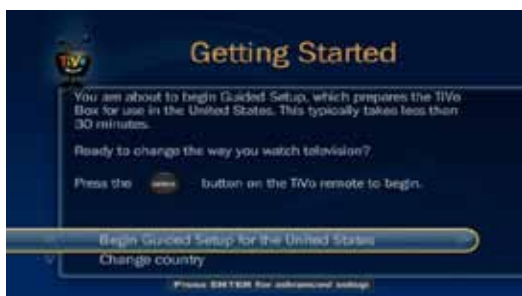 TiVo
Getting Started
You are about to begin Guided Setup, which prepares the TiVo
Box for use in the United States. This typically takes less than
30 minutes.
Ready to change the way you watch television?
Press the button on the TiVo remote to begin.
Begin Guided Setup for the United States
Change country
Press ENTER for advanced setup